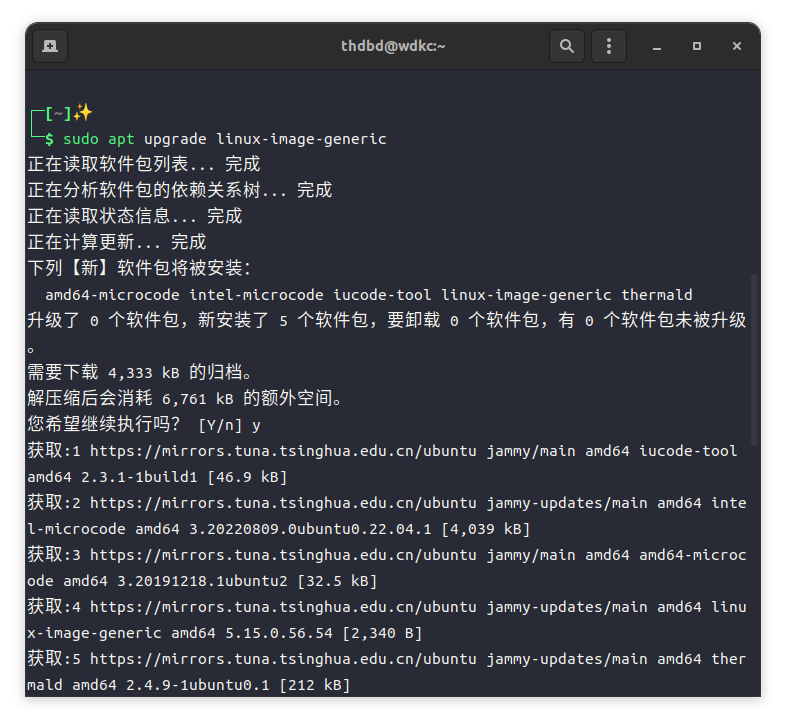 thdbd@wdkc:~
[~]✨
$ sudo apt upgrade linux-image-generic
正在读取软件包列表... 完成
正在分析软件包的依赖关系树... 完成
正在读取状态信息... 完成
正在计算更新... 完成
下列【新】软件包将被安装：
amd64-microcode intel-microcode iucode-tool linux-image-generic thermald
升级了 0 个软件包，新安装了 5 个软件包，要卸载 0 个软件包，有 0 个软件包未被升级
。
需要下载 4,333 kB 的归档。
解压缩后会消耗 6,761 kB 的额外空间。
您希望继续执行吗？ [Y/n] y
获取:1 https://mirrors.tuna.tsinghua.edu.cn/ubuntu jammy/main amd64 iucode-tool
amd64 2.3.1-1build1 [46.9 kB]
获取:2 https://mirrors.tuna.tsinghua.edu.cn/ubuntu jammy-updates/main amd64 inte
l-microcode amd64 3.20220809.0ubuntu0.22.04.1 [4,039 kB]
获取:3 https://mirrors.tuna.tsinghua.edu.cn/ubuntu jammy/main amd64 amd64-microc
ode amd64 3.20191218.1ubuntu2 [32.5 kB]
获取:4 https://mirrors.tuna.tsinghua.edu.cn/ubuntu jammy-updates/main amd64 linu
x-image-generic amd64 5.15.0.56.54 [2,340 B]
获取:5 https://mirrors.tuna.tsinghua.edu.cn/ubuntu jammy-updates/main amd64 ther
mald amd64 2.4.9-1ubuntu0.1 [212 kB]